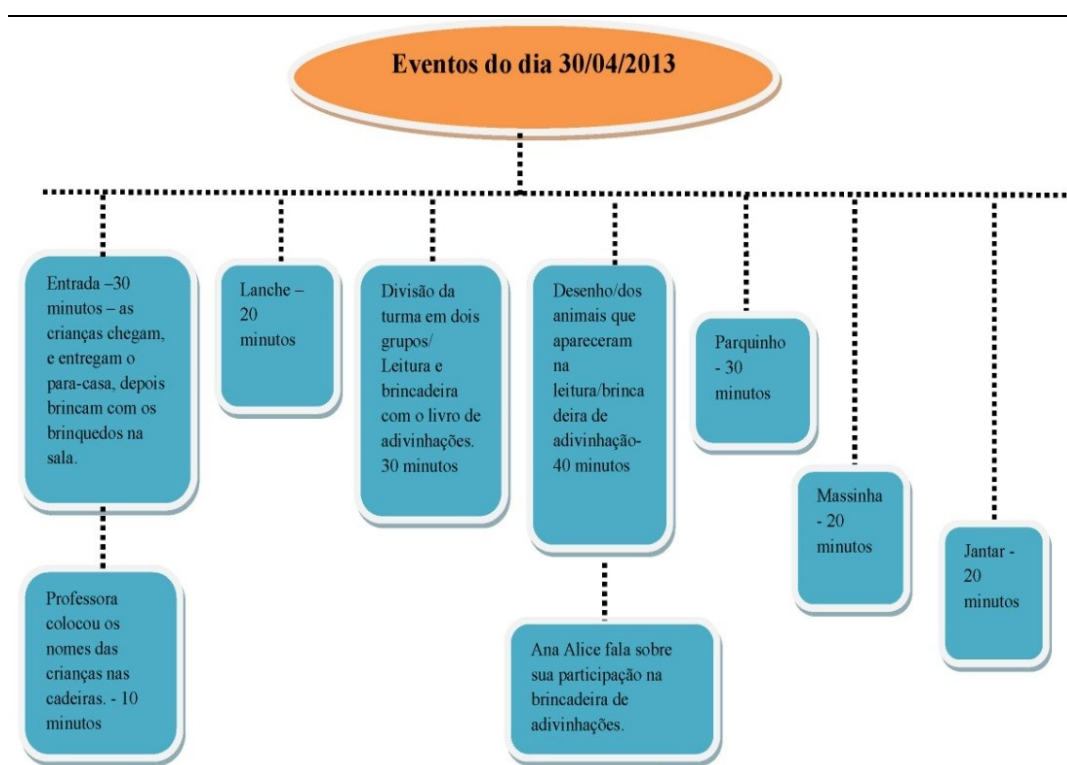 Eventos do dia 30/04/2013
Entrada –30
minutos – as
crianças chegam,
e entregam o
para-casa, depois
brincam com os
brinquedos na
sala.
Lanche –
20
minutos
Divisão da
turma em dois
grupos/
Leitura e
brincadeira
com o livro de
adivinhações.
30 minutos
Desenho/dos
animais que
apareceram
na
leitura/brinca
deira de
adivinhação-
40 minutos
Parquinho
- 30
minutos
Massinha
- 20
minutos
Jantar -
20
minutos
Professora
colocou os
nomes das
crianças nas
cadeiras. - 10
minutos
Ana Alice fala sobre
sua participação na
brincadeira de
adivinhações.